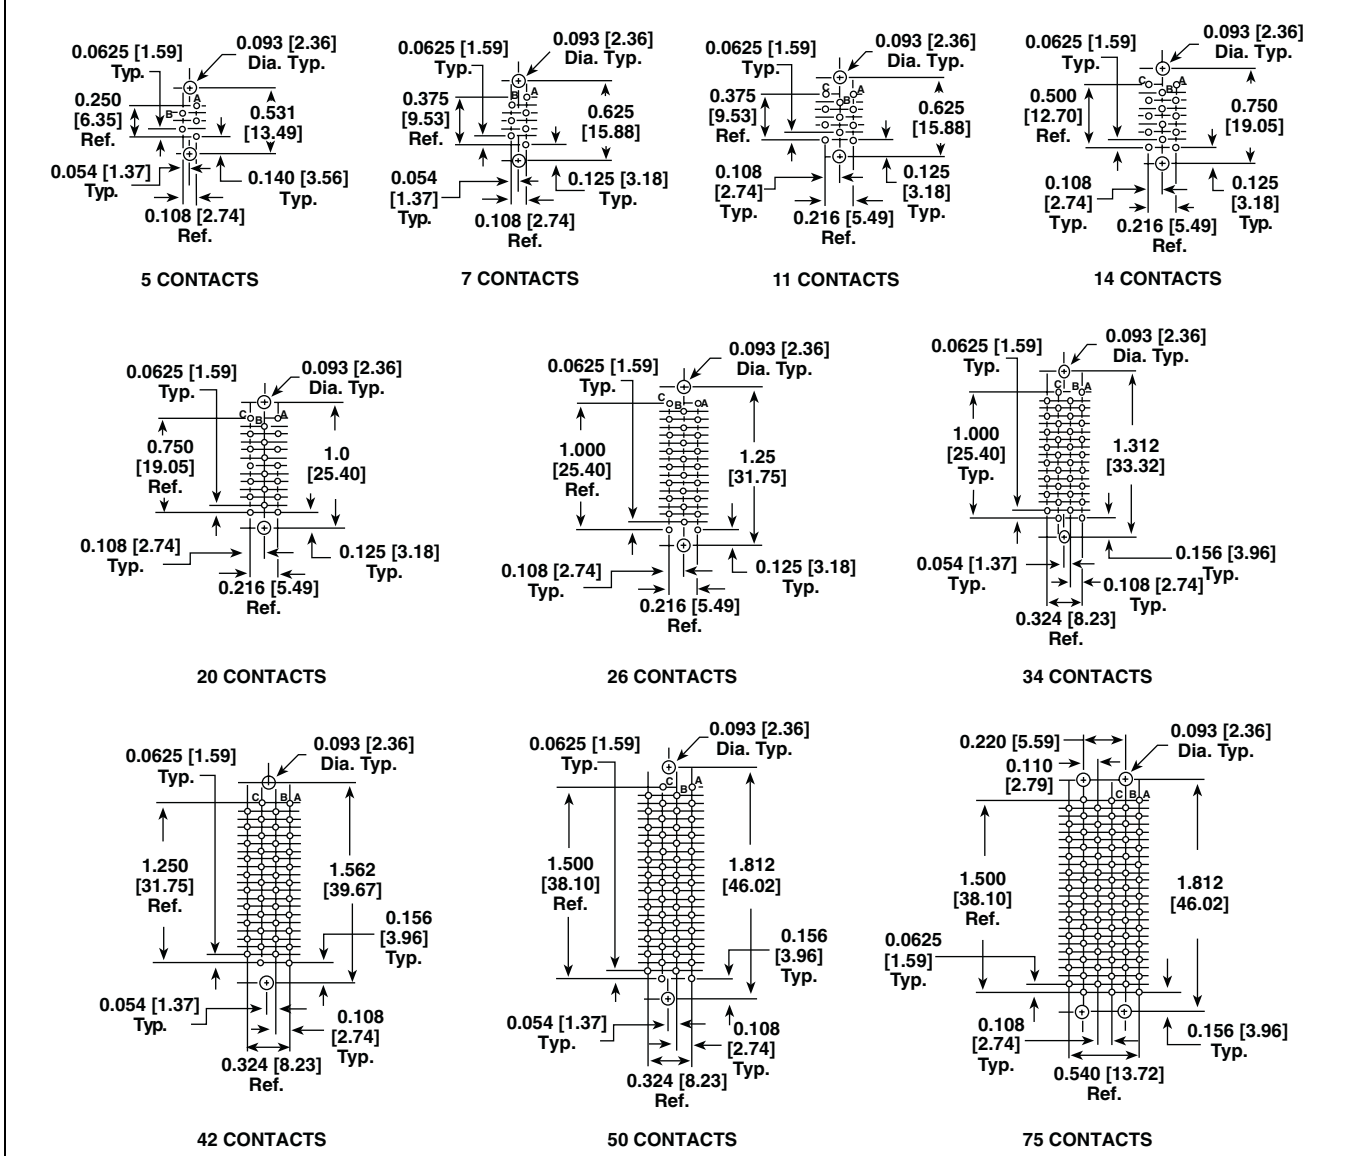 0.0625 [1.59]
Typ.
0.093 [2.36]
Dia. Typ.
0.250
[6.35]
Ref.
A
B
0.531
[13.49]
0.054 [1.37]
Typ.
0.140 [3.56]
Typ.
0.108 [2.74]
Ref.
5 CONTACTS
0.0625 [1.59]
Typ.
0.093 [2.36]
Dia. Typ.
0.375
[9.53]
Ref.
B
A
0.625
[15.88]
0.054
[1.37]
Typ.
0.125 [3.18]
Typ.
0.108 [2.74]
Ref.
7 CONTACTS
0.0625 [1.59]
Typ.
0.093 [2.36]
Dia. Typ.
0.375
[9.53]
Ref.
C
B
A
0.625
[15.88]
0.108
[2.74]
Typ.
0.125
[3.18]
Typ.
0.216 [5.49]
Ref.
11 CONTACTS
0.0625 [1.59]
Typ.
0.093 [2.36]
Dia. Typ.
0.500
[12.70]
Ref.
C
B
A
0.750
[19.05]
0.108
[2.74]
Typ.
0.125
[3.18]
Typ.
0.216 [5.49]
Ref.
14 CONTACTS
0.0625 [1.59]
Typ.
0.093 [2.36]
Dia. Typ.
C
B
A
0.750
[19.05]
Ref.
1.0
[25.40]
0.108 [2.74]
Typ.
0.125 [3.18]
Typ.
0.216 [5.49]
Ref.
20 CONTACTS
0.0625 [1.59]
Typ.
0.093 [2.36]
Dia. Typ.
C
B
A
1.000
[25.40]
Ref.
1.25
[31.75]
0.108 [2.74]
Typ.
0.125 [3.18]
Typ.
0.216 [5.49]
Ref.
26 CONTACTS
0.0625 [1.59]
Typ.
0.093 [2.36]
Dia. Typ.
C
B
A
1.000
[25.40]
Typ.
1.312
[33.32]
0.156 [3.96]
Typ.
0.054 [1.37]
Typ.
0.108 [2.74]
Typ.
0.324 [8.23]
Ref.
34 CONTACTS
0.0625 [1.59]
Typ.
0.093 [2.36]
Dia. Typ.
C
B
A
1.250
[31.75]
Ref.
1.562
[39.67]
0.156
[3.96]
Typ.
0.054 [1.37]
Typ.
0.108
[2.74]
Typ.
0.324 [8.23]
Ref.
42 CONTACTS
0.0625 [1.59]
Typ.
0.093 [2.36]
Dia. Typ.
C
B
A
1.500
[38.10]
Ref.
1.812
[46.02]
0.156
[3.96]
Typ.
0.054 [1.37]
Typ.
0.108
[2.74]
Typ.
0.324 [8.23]
Ref.
50 CONTACTS
0.220 [5.59]
0.110
[2.79]
0.093 [2.36]
Dia. Typ.
C
B
A
1.500
[38.10]
Ref.
1.812
[46.02]
0.0625
[1.59]
Typ.
0.108
[2.74]
Typ.
0.156 [3.96]
Typ.
0.540 [13.72]
Ref.
75 CONTACTS